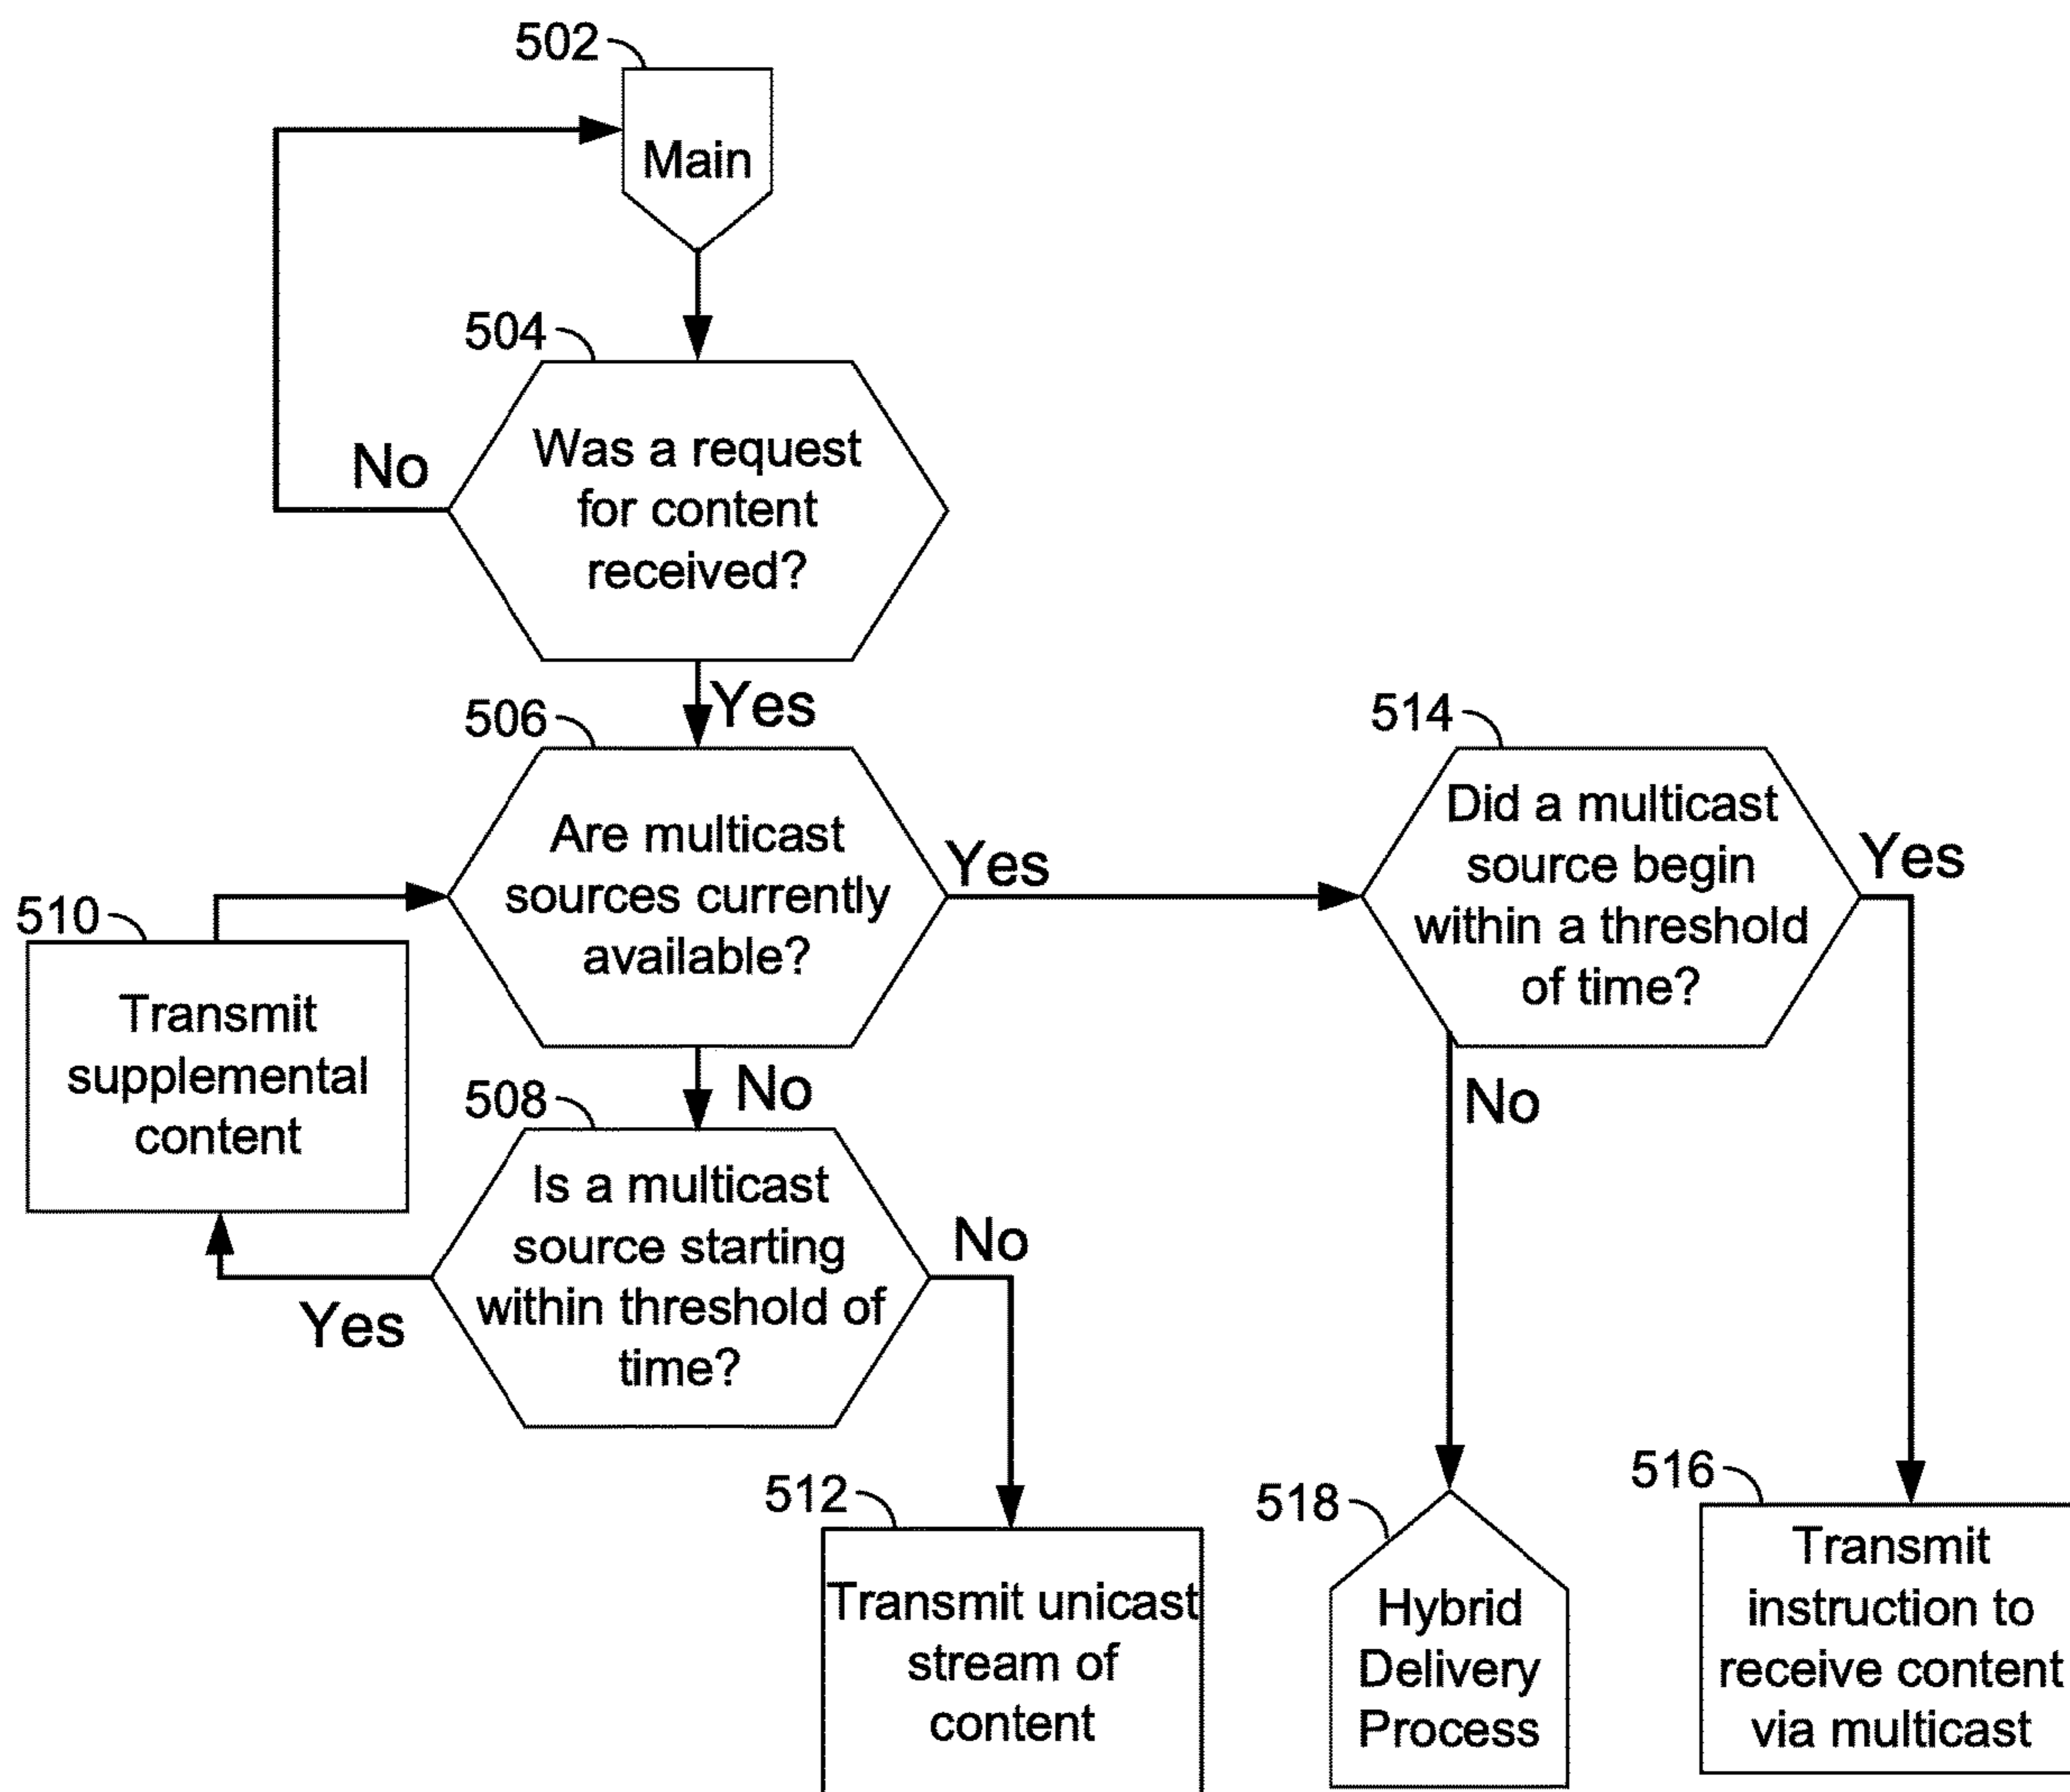 502
Main
504
Was a request
for content
received?
No
Yes
506
Are multicast
sources currently
available?
Yes
514
Did a multicast
source begin
within a threshold
of time?
Yes
No
510
Transmit
supplemental
content
No
508
Is a multicast
source starting
within threshold of
time?
Yes
No
512
Transmit unicast
stream of
content
518
Hybrid
Delivery
Process
516
Transmit
instruction to
receive content
via multicast